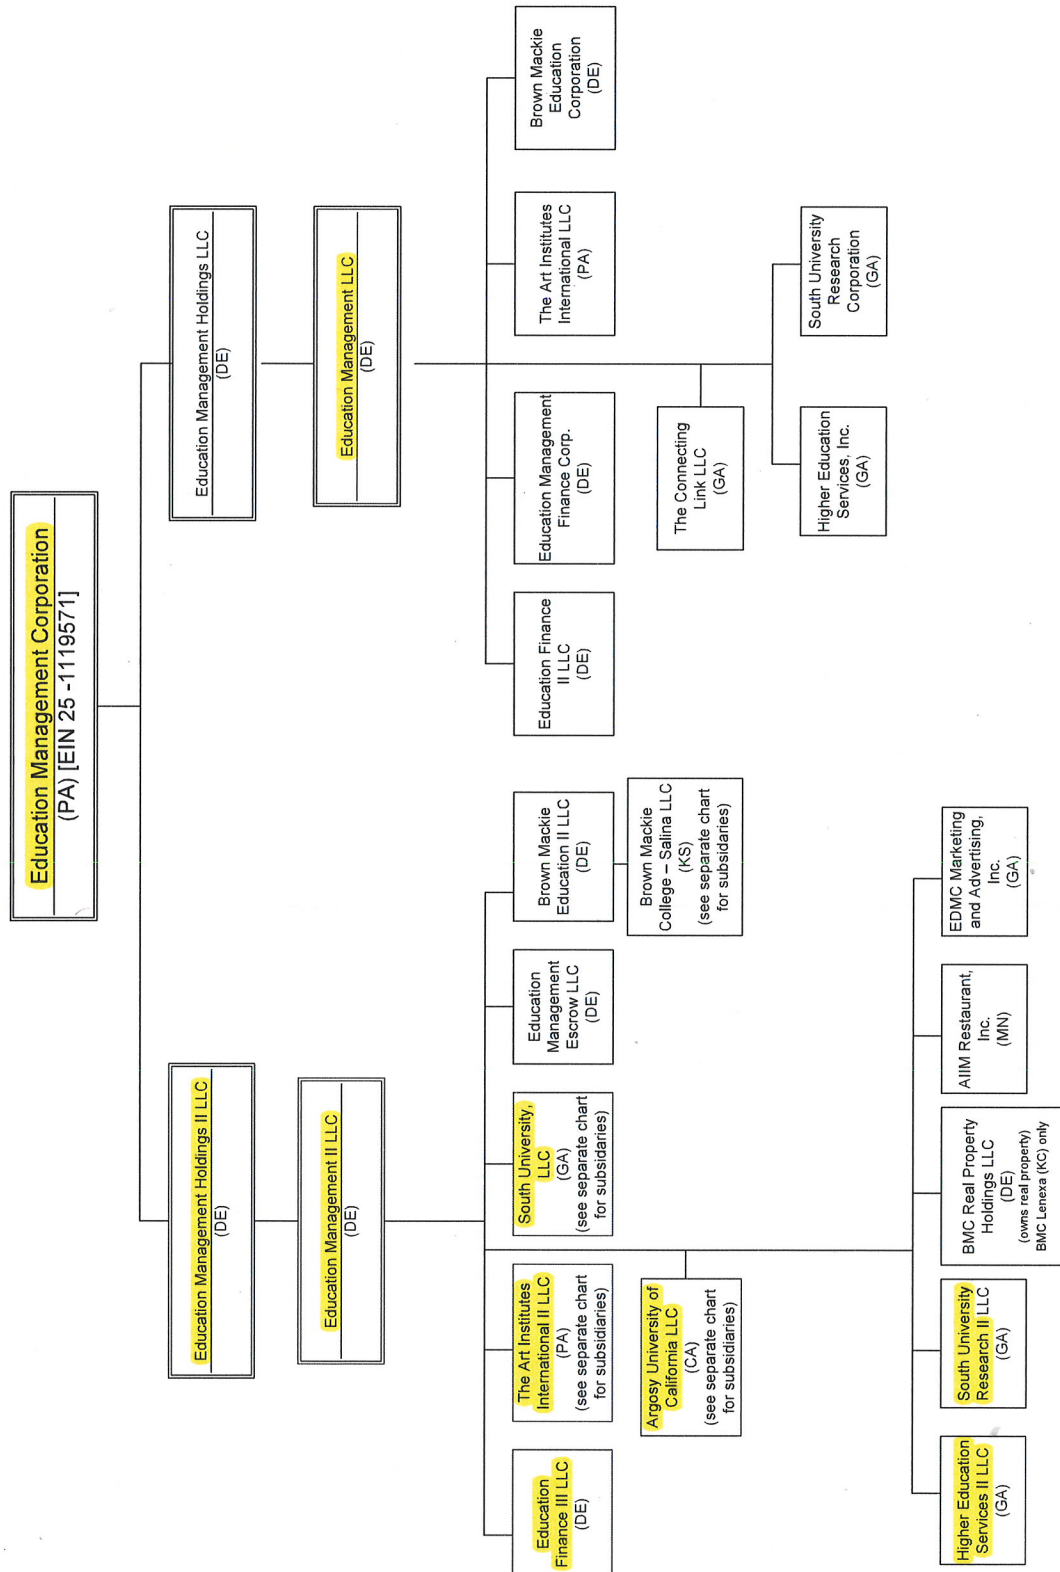 Education Management Corporation
(PA) [EIN 25 -1119571]
Education Management Holdings II LLC
(DE)
Education Management Holdings LLC
(DE)
Education Management II LLC
(DE)
Education Management LLC
(DE)
Education
Finance III LLC
(DE)
The Art Institutes
International II LLC
(PA)
(see separate chart
for subsidiaries)
South University,
LLC
(GA)
(see separate chart
for subsidaries)
Education
Management
Escrow LLC
(DE)
Brown Mackie
Education II LLC
(DE)
Education Finance
II LLC
(DE)
Education Management
Finance Corp.
(DE)
The Art Institutes
International LLC
(PA)
Brown Mackie
Education
Corporation
(DE)
Argosy University of
California LLC
(CA)
(see separate chart
for subsidiaries)
Brown Mackie
College – Salina LLC
(KS)
(see separate chart
for subsidaries)
The Connecting
Link LLC
(GA)
Higher Education
Services, Inc.
(GA)
South University
Research
Corporation
(GA)
Higher Education
Services II LLC
(GA)
South University
Research II LLC
(GA)
BMC Real Property
Holdings LLC
(DE)
(owns real property)
BMC Lenexa (KC) only
AIIM Restaurant,
Inc.
(MN)
EDMC Marketing
and Advertising,
Inc.
(GA)